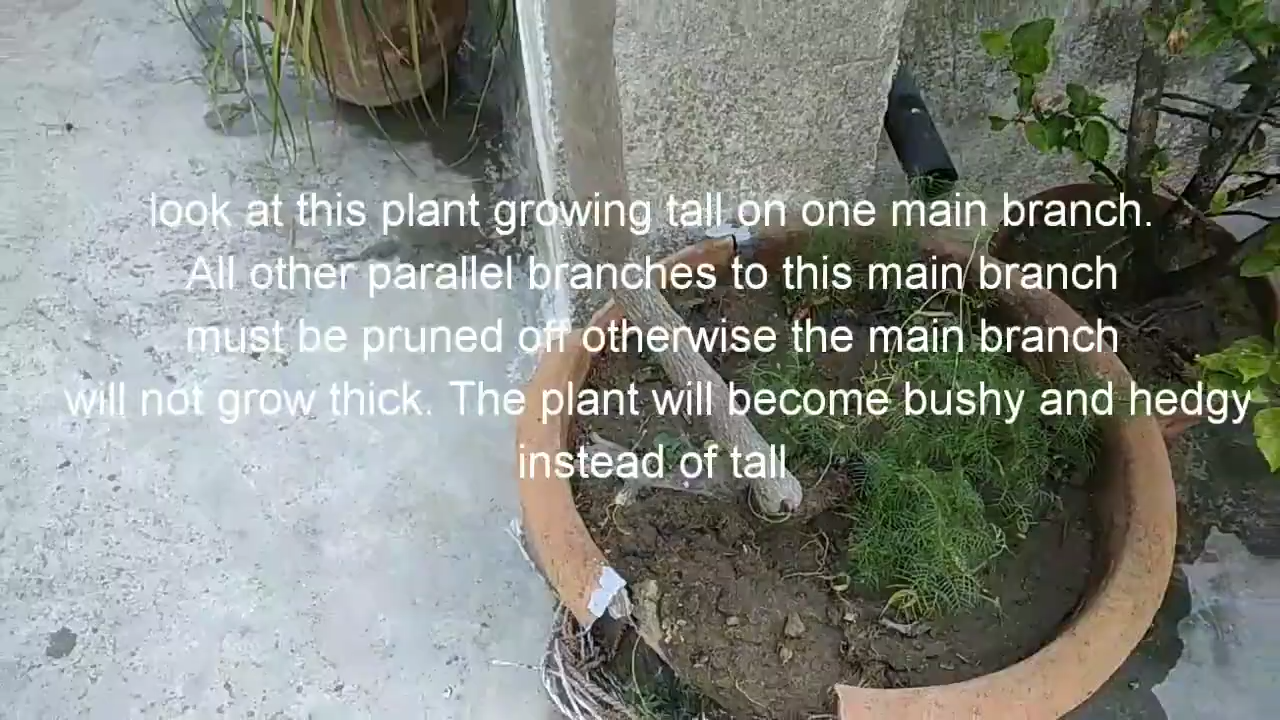 look at this plant growing tall on one main branch.
All other parallel branches to this main branch
must be pruned off otherwise the main branch
will not grow thick. The plant will become bushy and hedgy
instead of tall